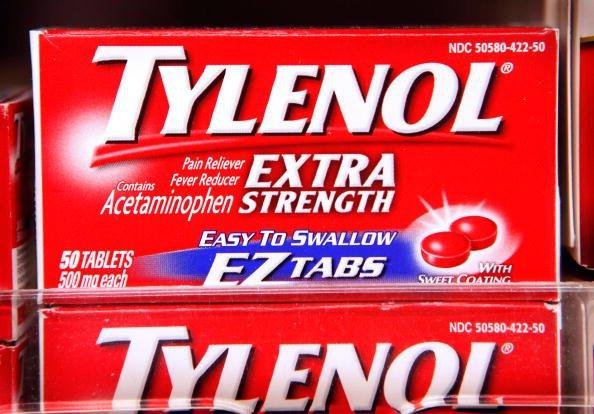 NDC 50580-422-50
TYLENOL®
Pain Reliever
Fever Reducer
Contains
Acetaminophen
EXTRA
STRENGTH
EASY TO SWALLOW
EZ TABS
50 TABLETS
500 mg each
WITH
SWEET COATING
NDC 50580-422-50
TYLENOL®